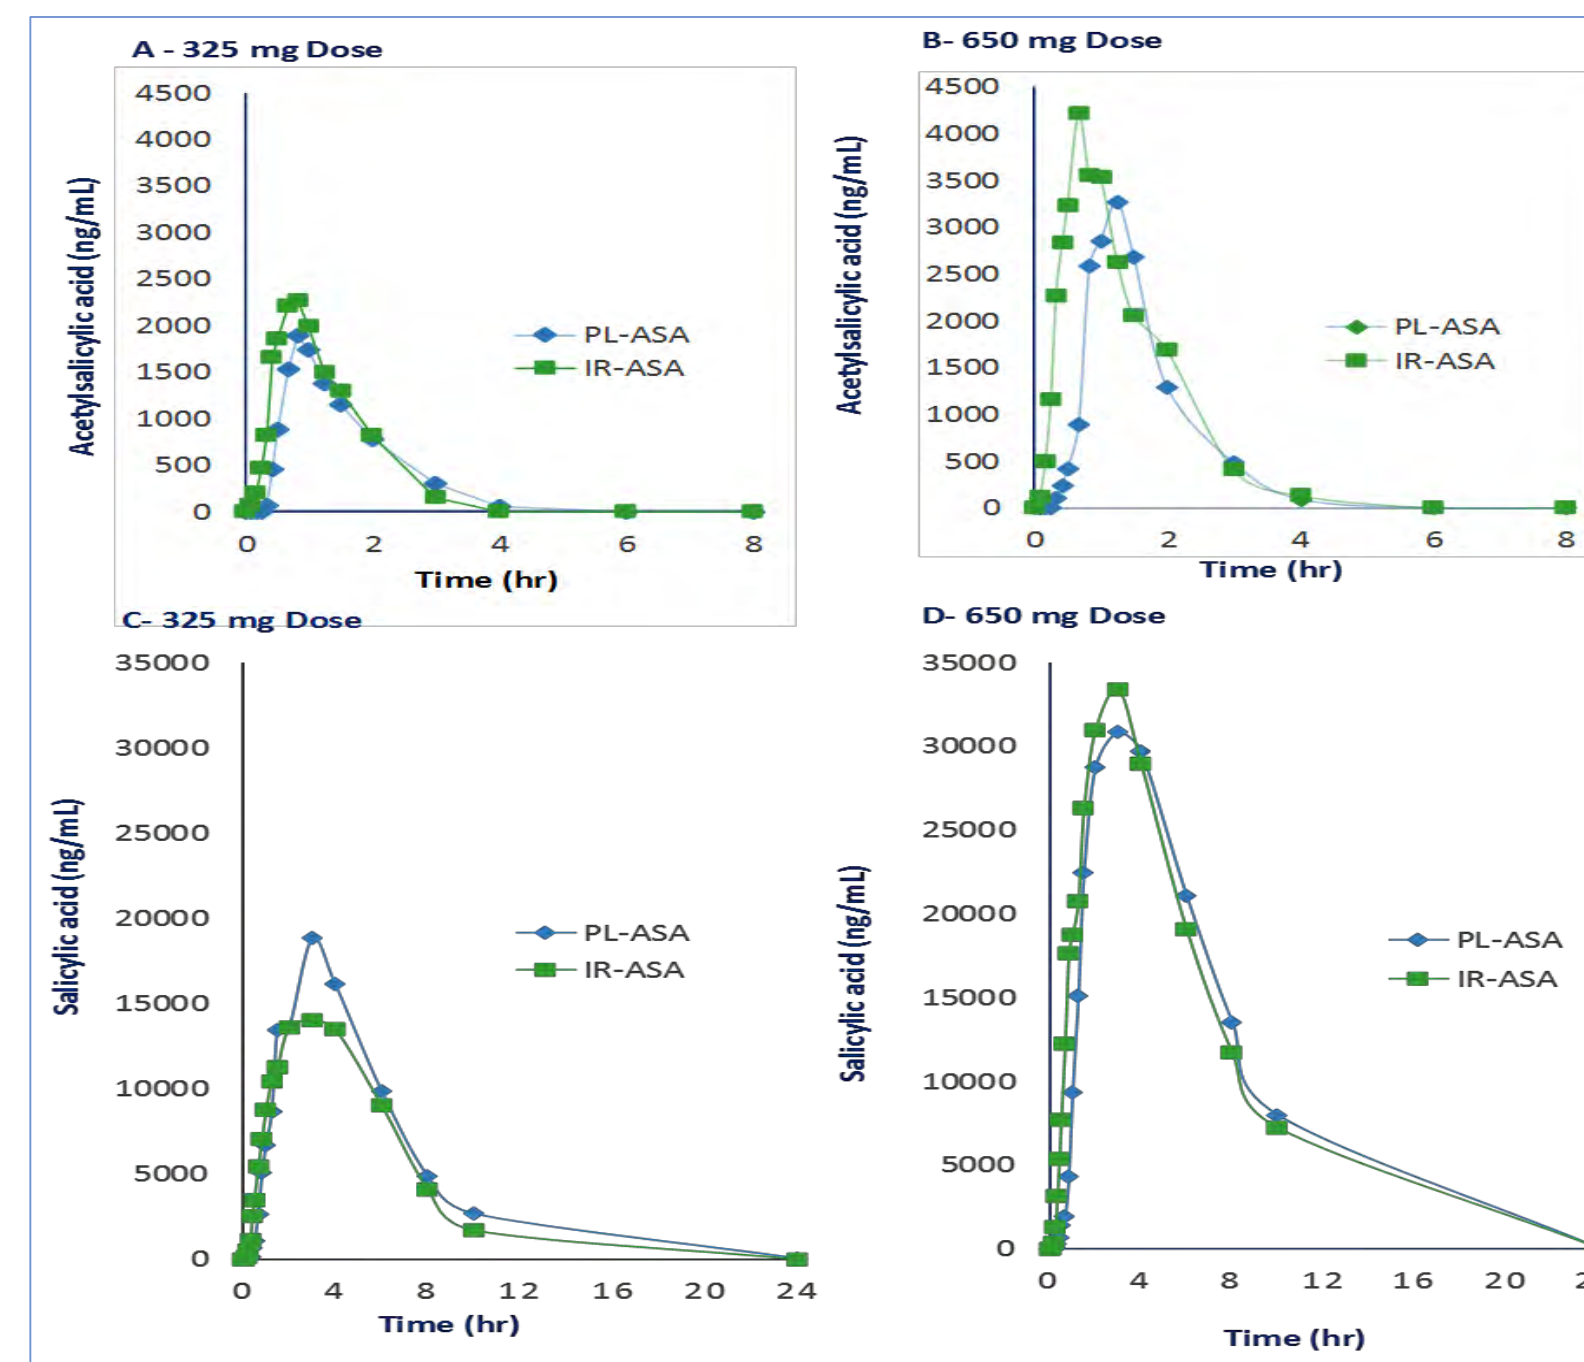 A - 325 mg Dose
Acetylsalicylic acid (ng/mL)
4500
4000
3500
3000
2500
2000
1500
1000
500
0
0 2 4 6 8
Time (hr)
PL-ASA
IR-ASA
B- 650 mg Dose
Acetylsalicylic acid (ng/mL)
4500
4000
3500
3000
2500
2000
1500
1000
500
0
0 2 4 6 8
Time (hr)
PL-ASA
IR-ASA
C- 325 mg Dose
Salicylic acid (ng/mL)
35000
30000
25000
20000
15000
10000
5000
0
0 4 8 12 16 20 24
Time (hr)
PL-ASA
IR-ASA
D- 650 mg Dose
Salicylic acid (ng/mL)
35000
30000
25000
20000
15000
10000
5000
0
0 4 8 12 16 20
Time (hr)
PL-ASA
IR-ASA